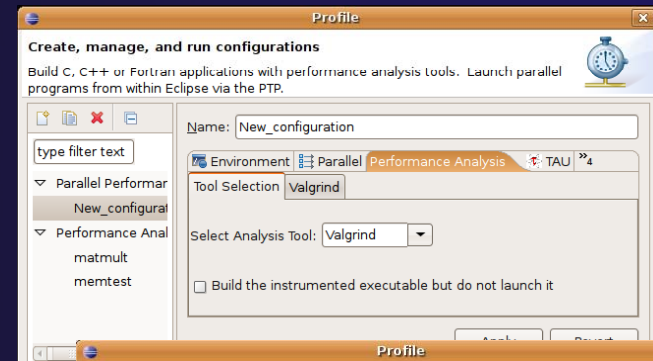 Profile
Create, manage, and run configurations
Build C, C++ or Fortran applications with performance analysis tools. Launch parallel
programs from within Eclipse via the PTP.
Name: New_configuration
type filter text
Environment Parallel Performance Analysis TAU »4
Tool Selection Valgrind
Parallel Performar
New_configurat
Performance Anal
matmult
memtest
Select Analysis Tool: Valgrind
Build the instrumented executable but do not launch it
Apply Revert
Profile